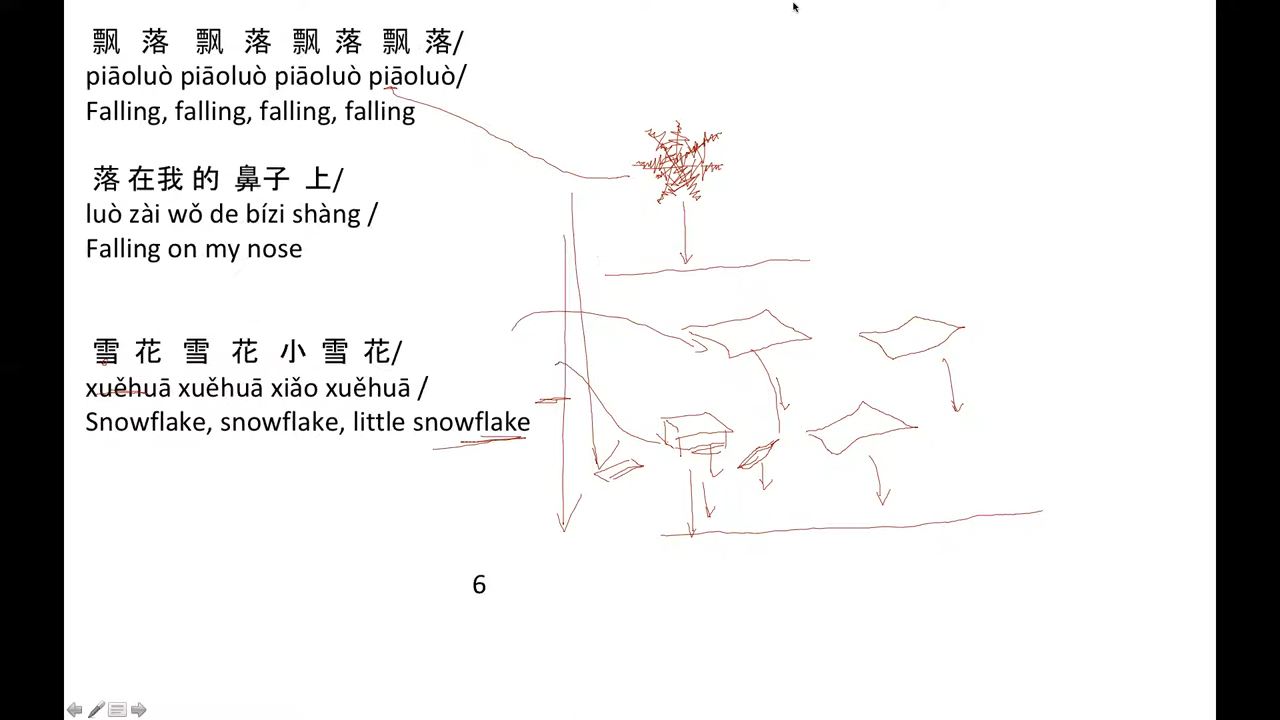 飘 落 飘 落 飘 落 飘 落/
piāoluò piāoluò piāoluò piāoluò/
Falling, falling, falling, falling
落 在我 的 鼻子 上/
luò zài wǒ de bízi shàng /
Falling on my nose
雪 花 雪 花 小 雪 花/
xuěhuā xuěhuā xiǎo xuěhuā /
Snowflake, snowflake, little snowflake
6